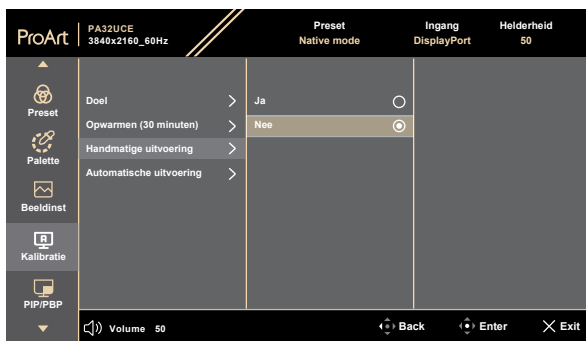 ProArt
PA32UCE
3840x2160_60Hz
Preset
Native mode
Ingang
DisplayPort
Helderheid
50
Preset
Palette
Beeldinst
Kalibratie
PIP/PBP
Doel
Opwarmen (30 minuten)
Handmatige uitvoering
Automatische uitvoering
Ja
Nee
Volume 50
Back
Enter
Exit